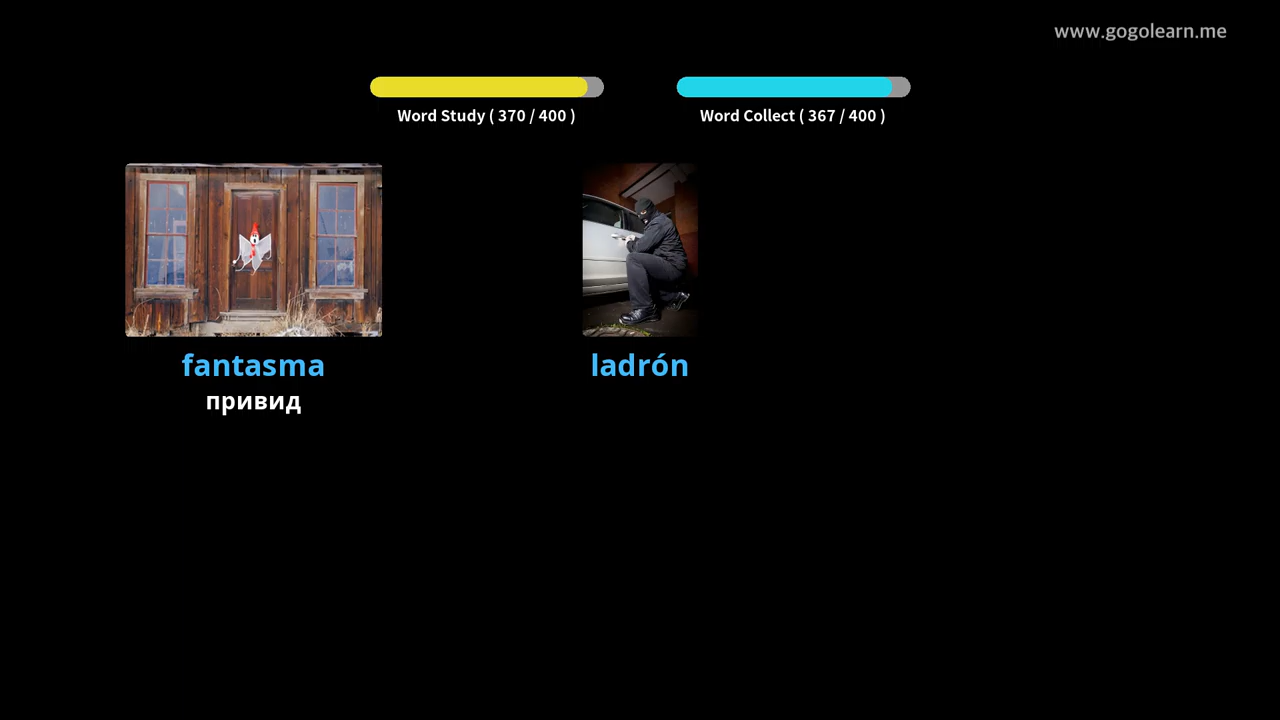 www.gogolearn.me
Word Study ( 370 / 400 )
Word Collect ( 367 / 400 )
fantasma
привид
ladrón